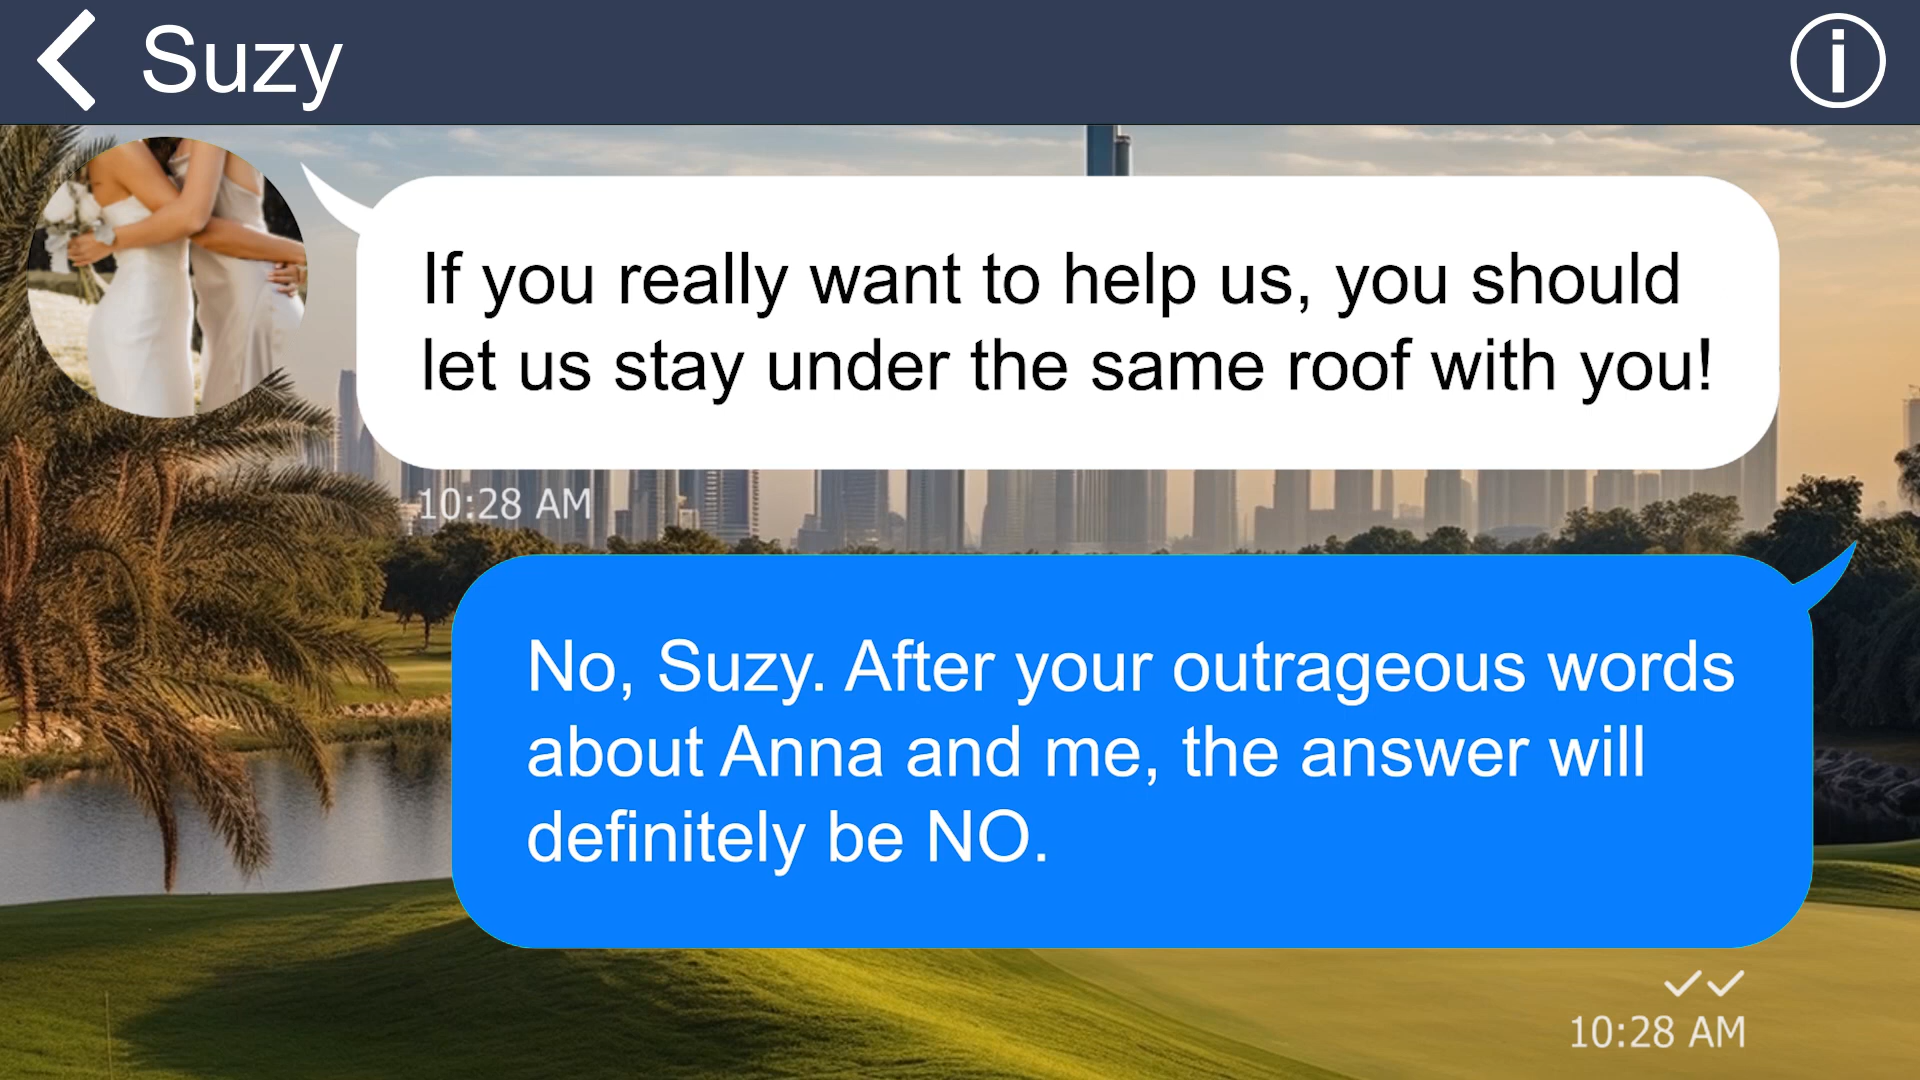 Suzy
If you really want to help us, you should
let us stay under the same roof with you!
10:28 AM
No, Suzy. After your outrageous words
about Anna and me, the answer will
definitely be NO.
10:28 AM